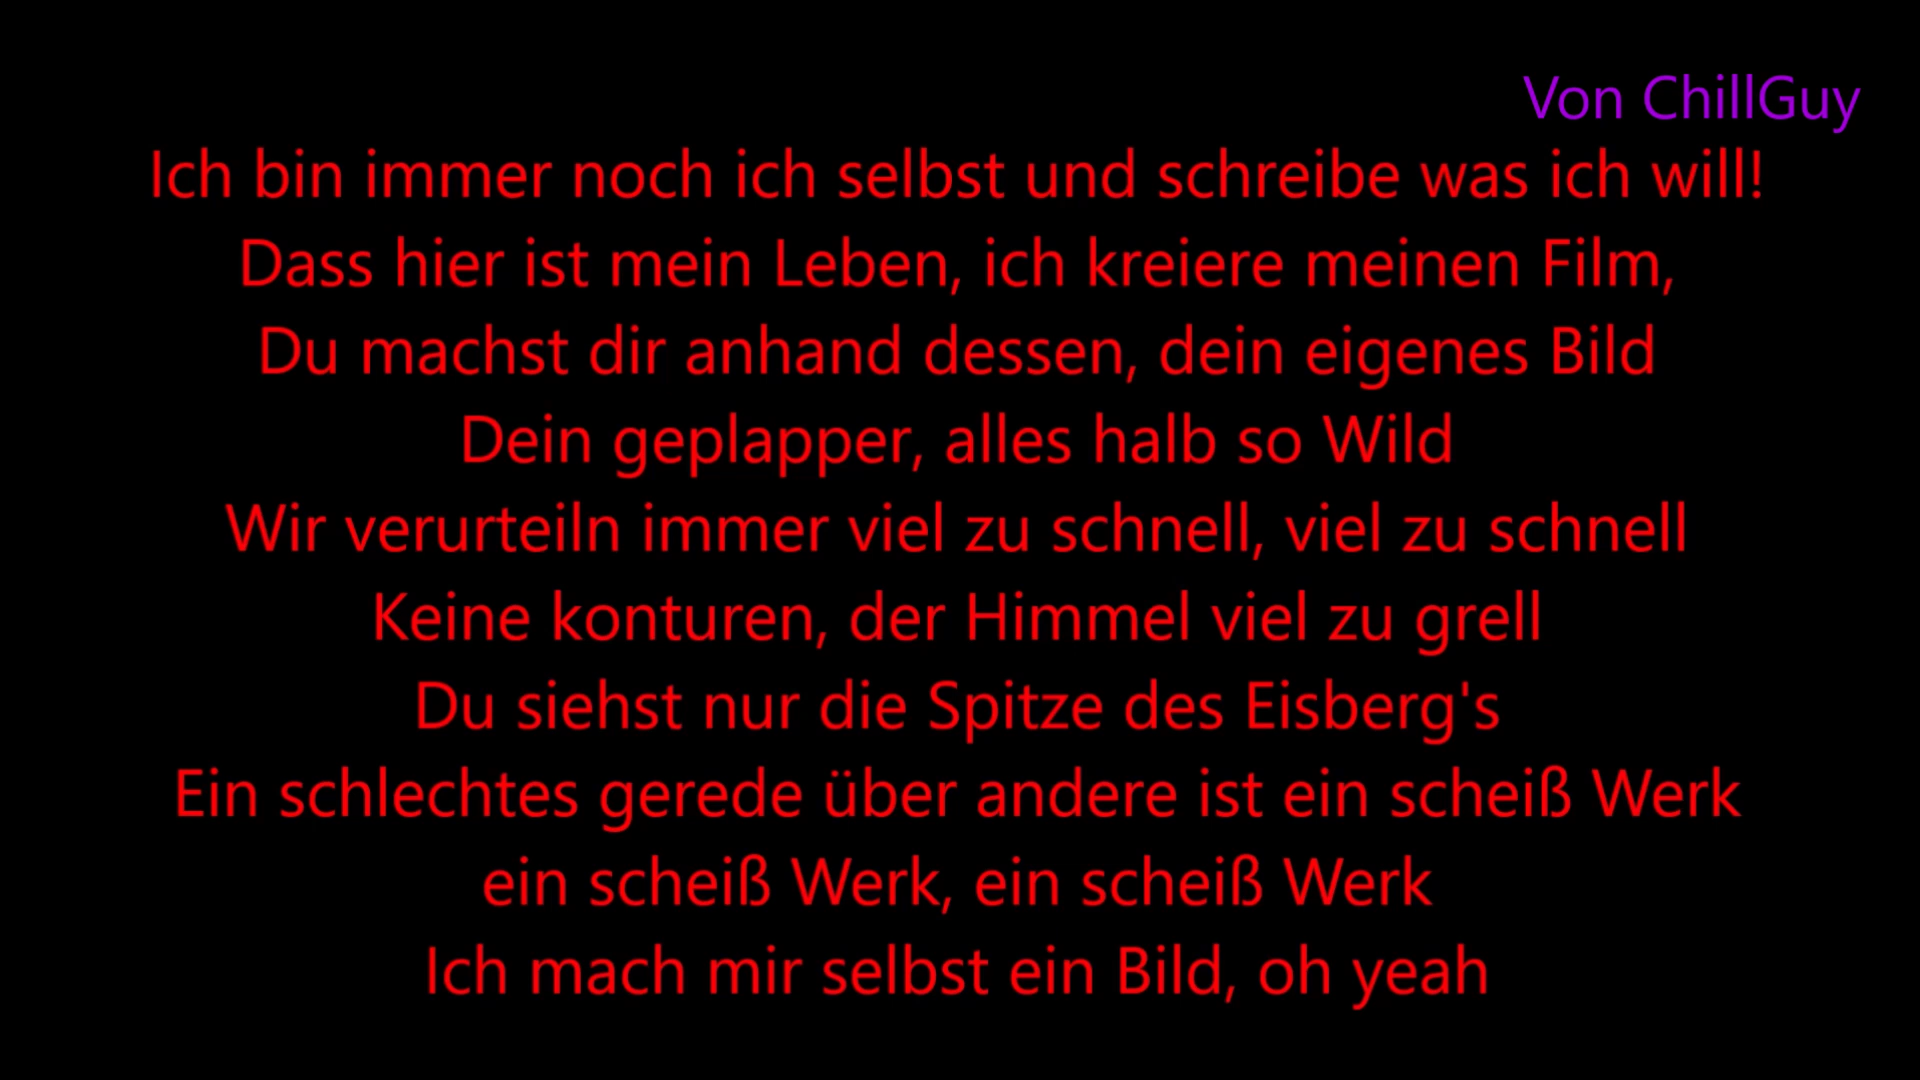 Von ChillGuy
Ich bin immer noch ich selbst und schreibe was ich will!
Dass hier ist mein Leben, ich kreiere meinen Film,
Du machst dir anhand dessen, dein eigenes Bild
Dein geplapper, alles halb so Wild
Wir verurteiln immer viel zu schnell, viel zu schnell
Keine konturen, der Himmel viel zu grell
Du siehst nur die Spitze des Eisberg's
Ein schlechtes gerede über andere ist ein scheiß Werk
ein scheiß Werk, ein scheiß Werk
Ich mach mir selbst ein Bild, oh yeah